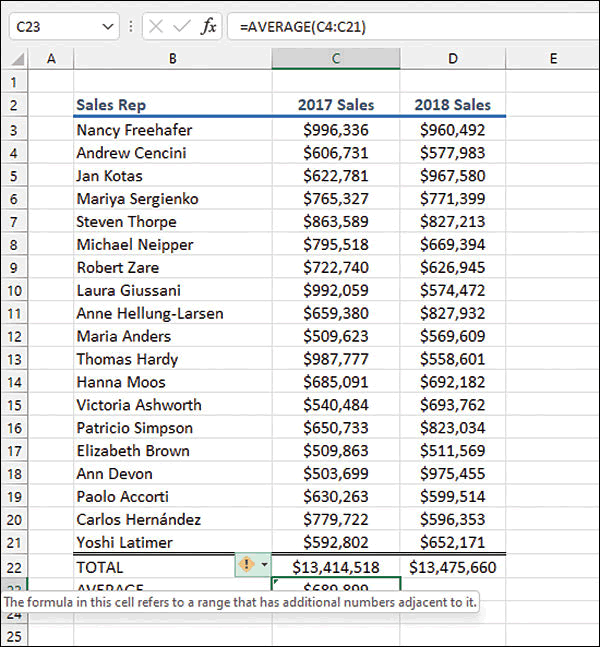 C23 fx =AVERAGE(C4:C21)
A B C D E
1
2 Sales Rep 2017 Sales 2018 Sales
3 Nancy Freehafer $996,336 $960,492
4 Andrew Cencini $606,731 $577,983
5 Jan Kotas $622,781 $967,580
6 Mariya Sergienko $765,327 $771,399
7 Steven Thorpe $863,589 $827,213
8 Michael Neipper $795,518 $669,394
9 Robert Zare $722,740 $626,945
10 Laura Giussani $992,059 $574,472
11 Anne Hellung-Larsen $659,380 $827,932
12 Maria Anders $509,623 $569,609
13 Thomas Hardy $987,777 $558,601
14 Hanna Moos $685,091 $692,182
15 Victoria Ashworth $540,484 $693,762
16 Patricio Simpson $650,733 $823,034
17 Elizabeth Brown $509,863 $511,569
18 Ann Devon $503,699 $975,455
19 Paolo Accorti $630,263 $599,514
20 Carlos Hernández $779,722 $596,353
21 Yoshi Latimer $592,802 $652,171
22 TOTAL ! $13,414,518 $13,475,660
23 AVERAGE $689,899
The formula in this cell refers to a range that has additional numbers adjacent to it.
24
25